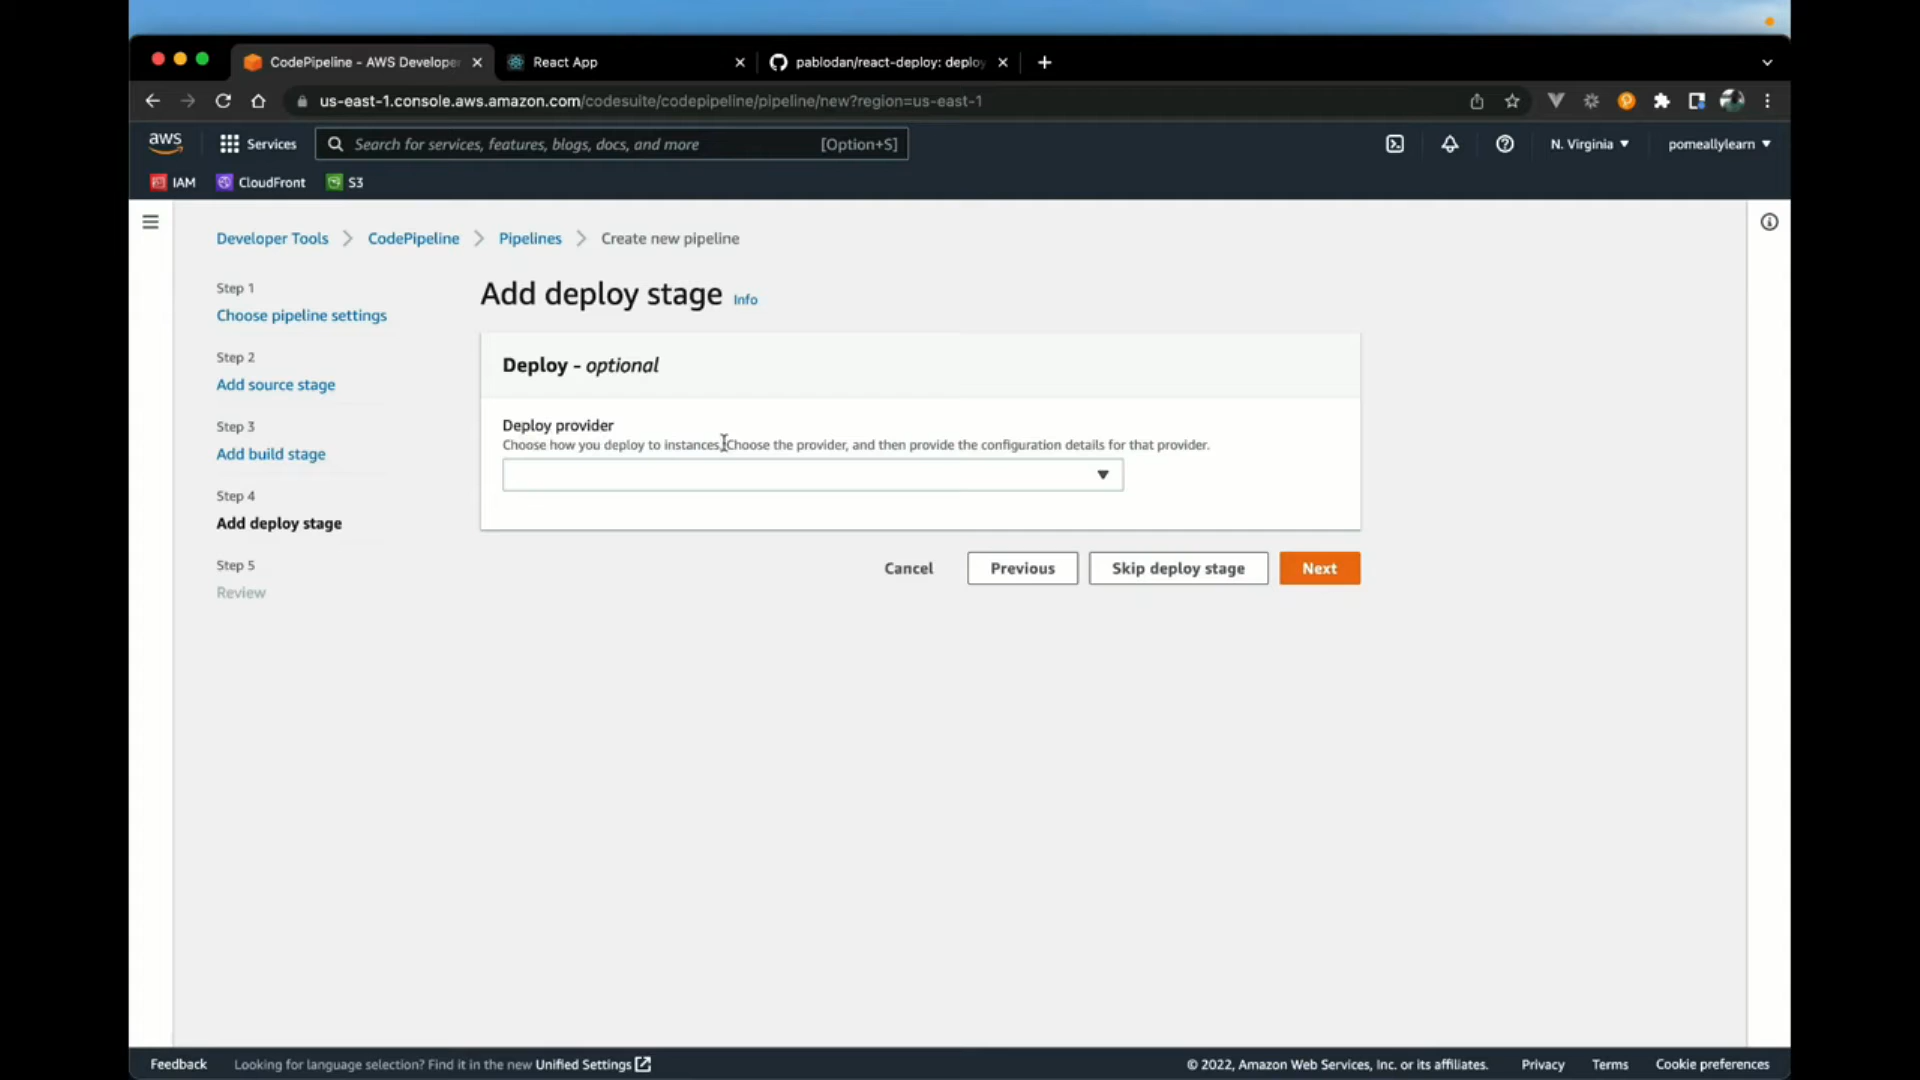 CodePipeline - AWS Develope
React App
pablodan/react-deploy: deploy
us-east-1.console.aws.amazon.com/codesuite/codepipeline/pipeline/new?region=us-east-1
aws
Services
Search for services, features, blogs, docs, and more
[Option+S]
N. Virginia
pomeallylearn
IAM
CloudFront
S3
Developer Tools
CodePipeline
Pipelines
Create new pipeline
Step 1
Choose pipeline settings
Step 2
Add source stage
Step 3
Add build stage
Step 4
Add deploy stage
Step 5
Review
Add deploy stage Info
Deploy - optional
Deploy provider
Choose how you deploy to instances. Choose the provider, and then provide the configuration details for that provider.
Cancel
Previous
Skip deploy stage
Next
Feedback
Looking for language selection? Find it in the new Unified Settings
© 2022, Amazon Web Services, Inc. or its affiliates.
Privacy
Terms
Cookie preferences